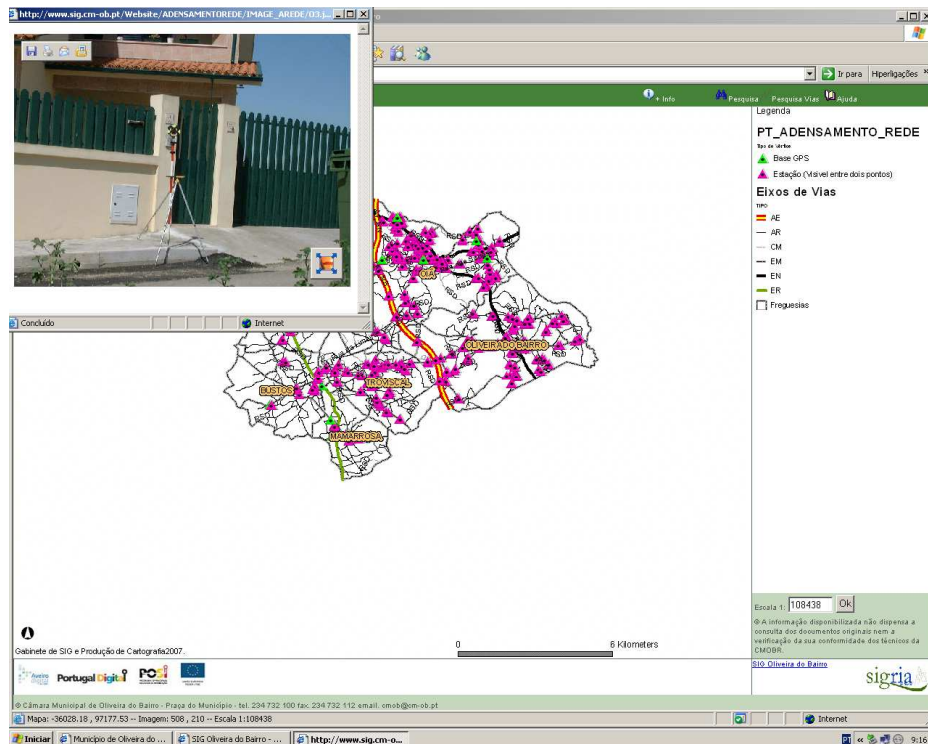 http://www.sig.cm-ob.pt/Website/ADENSAMENTOREDE/IMAGE_AREDE/03.j...
Concluído
Internet
Ir para
Hiperligações
+ Info
Pesquisa
Pesquisa Vias
Ajuda
Legenda
PT_ADENSAMENTO_REDE
Tipo de Vértice
Base GPS
Estação (Visivel entre dois pontos)
Eixos de Vias
TIPO
AE
AR
CM
EM
EN
ER
Freguesias
OIÃ
OLIVEIRA DO BAIRRO
TROVISCAL
BUSTOS
MAMARROSA
RSD
0
6 Kilometers
Gabinete de SIG e Produção de Cartografia2007.
Escala 1: 108438 Ok
® A informação disponibilizada não dispensa a
consulta dos documentos originais nem a
verificação da sua conformidade dos técnicos da
CMOBR.
SIG Oliveira do Bairro
sigria
Aveiro
Portugal Digital
POSI
® Câmara Municipal de Oliveira do Bairro - Praça do Município - tel. 234 732 100 fax. 234 732 112 email. cmob@cm-ob.pt
Mapa: -36028.18 , 97177.53 -- Imagem: 508 , 210 -- Escala 1:108438
Internet
Iniciar
Município de Oliveira do ...
SIG Oliveira do Bairro - ...
http://www.sig.cm-o...
PT
9:16